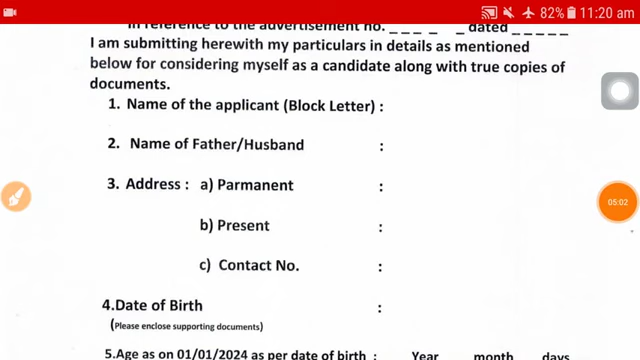 82% 11:20 am
In reference to the advertisement no. _ _ _ _ _ dated _ _ _ _ _
I am submitting herewith my particulars in details as mentioned
below for considering myself as a candidate along with true copies of
documents.
1. Name of the applicant (Block Letter) :
2. Name of Father/Husband :
3. Address : a) Parmanent :
b) Present :
05:02
c) Contact No. :
4.Date of Birth :
(Please enclose supporting documents)
5.Age as on 01/01/2024 as per date of birth : Year month days